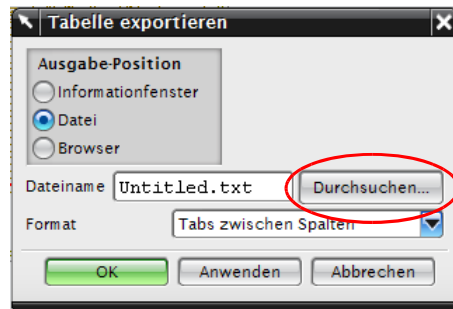 Tabelle exportieren
Ausgabe-Position
Informationfenster
Datei
Browser
Dateiname Untitled.txt Durchsuchen...
Format Tabs zwischen Spalten
OK Anwenden Abbrechen